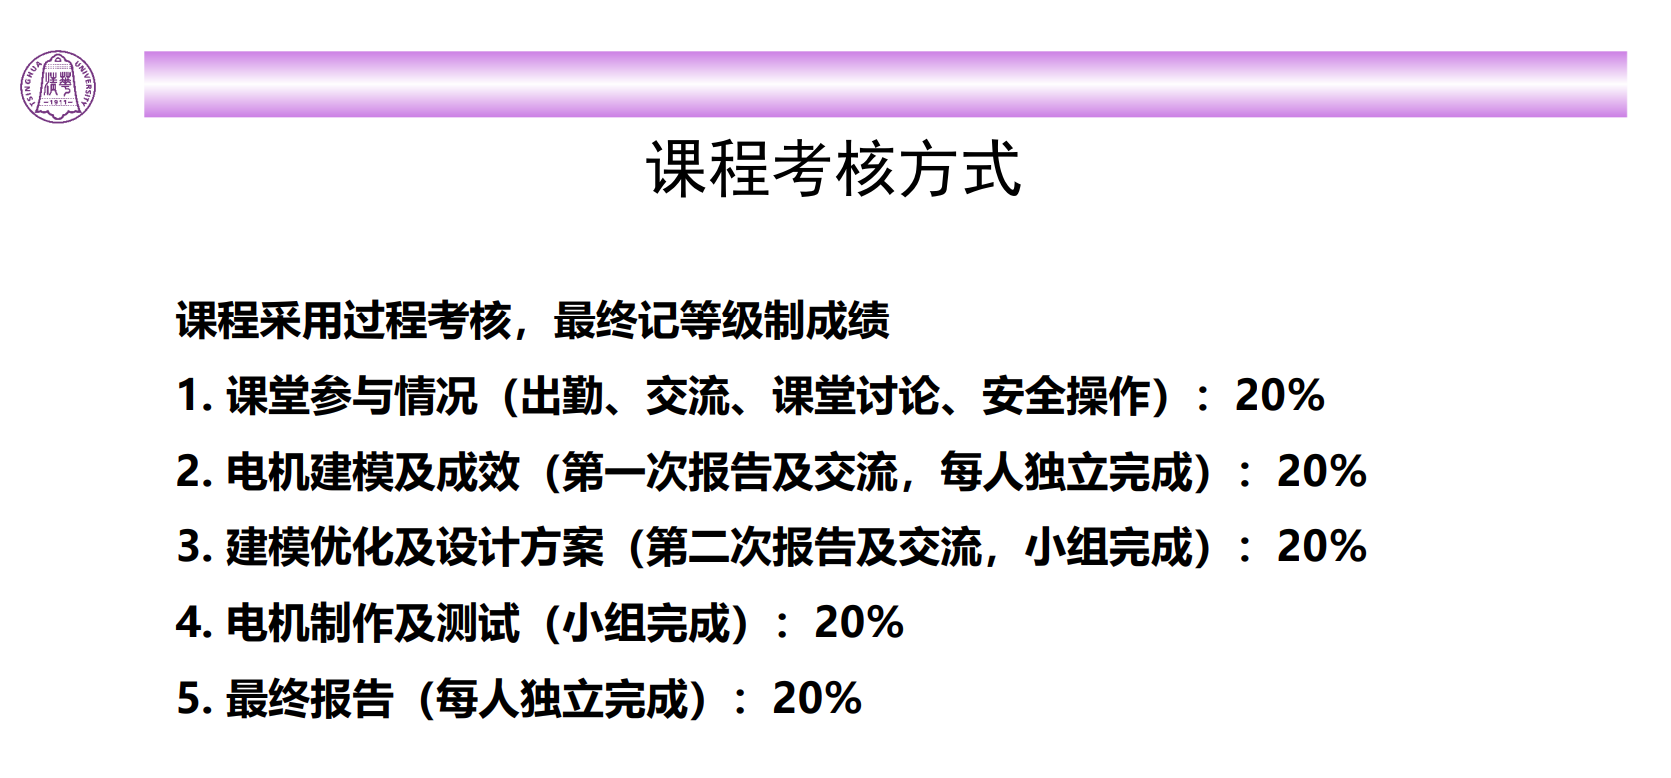 TSINGHUA UNIVERSITY
清華
-1911-
课程考核方式
课程采用过程考核，最终记等级制成绩
1. 课堂参与情况（出勤、交流、课堂讨论、安全操作）：20%
2. 电机建模及成效（第一次报告及交流，每人独立完成）：20%
3. 建模优化及设计方案（第二次报告及交流，小组完成）：20%
4. 电机制作及测试（小组完成）：20%
5. 最终报告（每人独立完成）：20%